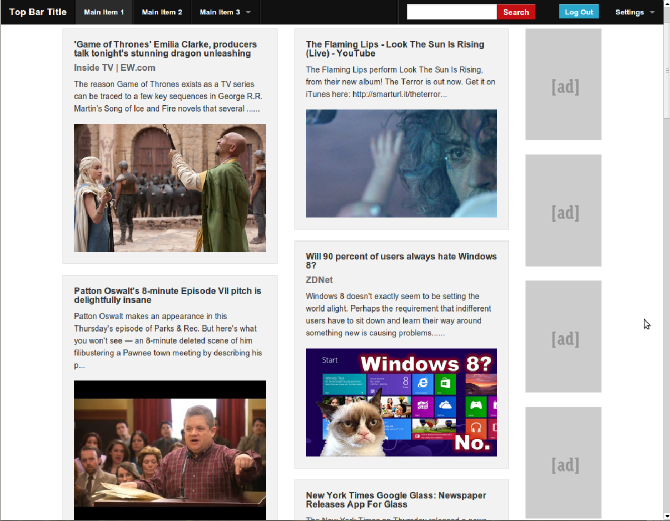 Top Bar Title Main Item 1 Main Item 2 Main Item 3 Search Log Out Settings
'Game of Thrones' Emilia Clarke, producers
talk tonight's stunning dragon unleashing
Inside TV | EW.com
The reason Game of Thrones exists as a TV series
can be traced to a few key sequences in George R.R.
Martin's Song of Ice and Fire novels that several ......
Patton Oswalt's 8-minute Episode VII pitch is
delightfully insane
Patton Oswalt makes an appearance in this
Thursday's episode of Parks & Rec. But here's what
you won't see — an 8-minute deleted scene of him
filibustering a Pawnee town meeting by describing his
p...
The Flaming Lips - Look The Sun Is Rising
(Live) - YouTube
The Flaming Lips perform Look The Sun Is Rising,
from their new album! The Terror is out now. Get it on
iTunes here: http://smarturl.it/theterror...
Will 90 percent of users always hate Windows
8?
ZDNet
Windows 8 doesn't exactly seem to be setting the
world alight. Perhaps the requirement that indifferent
users have to sit down and learn their way around
something new is causing problems......
Start
Windows 8?
8
No.
New York Times Google Glass: Newspaper
Releases App For Glass
The New York Times on Thursday released a new
[ad]
[ad]
[ad]
[ad]